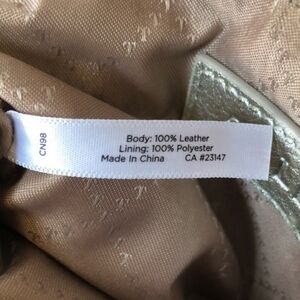 CN98
Body: 100% Leather
Lining: 100% Polyester
Made In China CA #23147